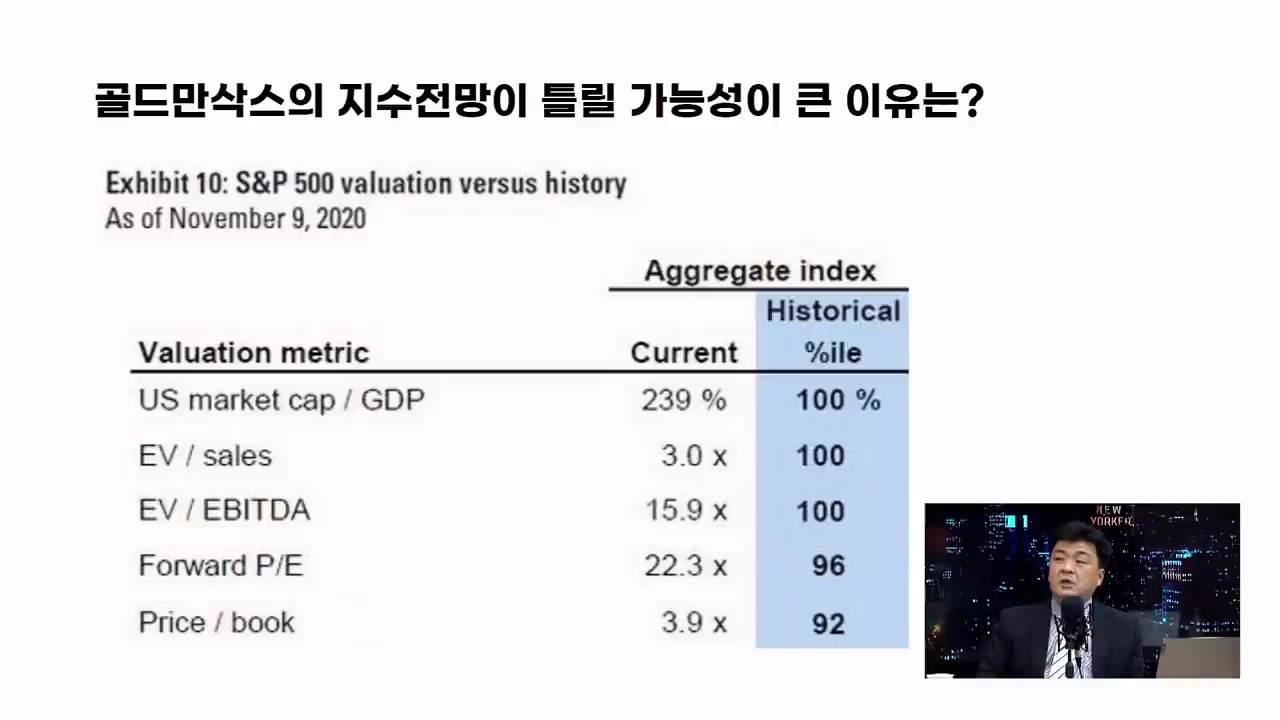 골드만삭스의 지수전망이 틀릴 가능성이 큰 이유는?
Exhibit 10: S&P 500 valuation versus history
As of November 9, 2020
Aggregate index
Historical
Valuation metric Current %ile
US market cap / GDP 239 % 100 %
EV / sales 3.0 x 100
EV / EBITDA 15.9 x 100
Forward P/E 22.3 x 96
Price / book 3.9 x 92
NEW
YORKER